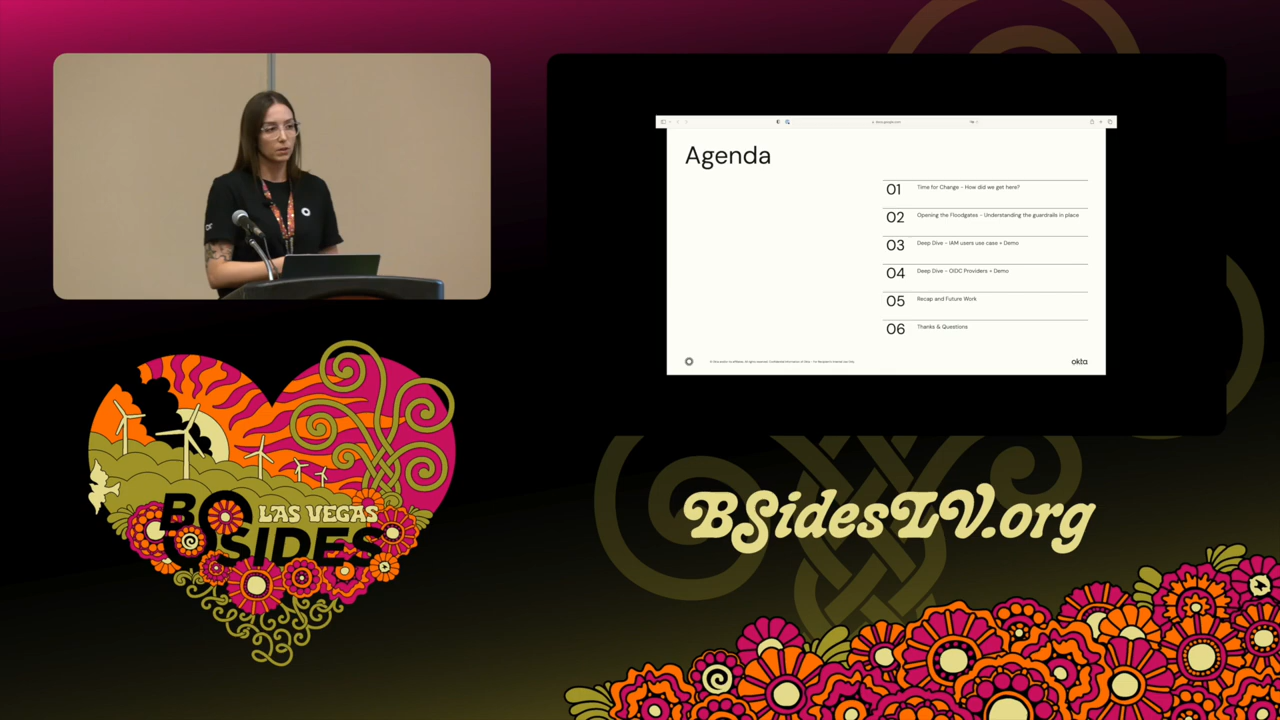 Agenda
01 Time for Change - How did we get here?
02 Opening the Floodgates - Understanding the guardrails in place
03 Deep Dive - IAM users use case + Demo
04 Deep Dive - OIDC Providers + Demo
05 Recap and Future Work
06 Thanks & Questions
okta
LAS VEGAS
BSIDES
BSidesLV.org